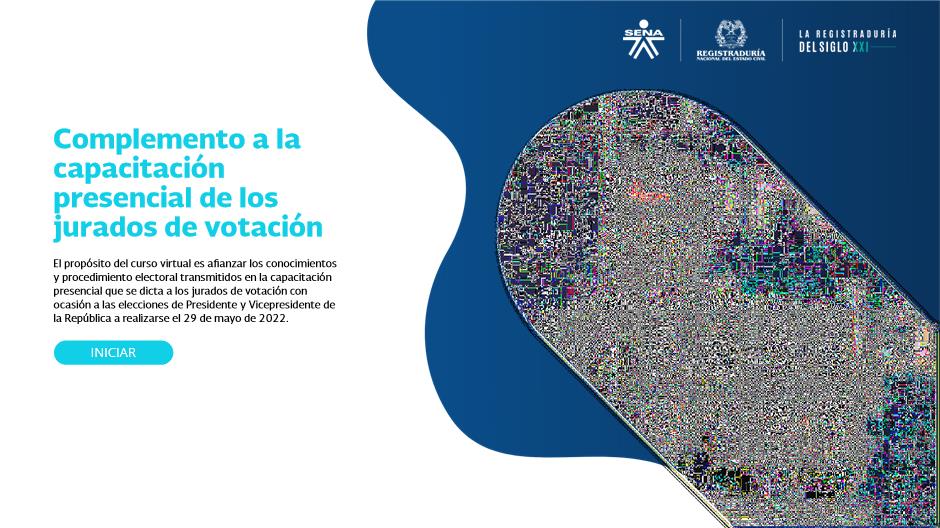 SENA
REGISTRADURÍA
NACIONAL DEL ESTADO CIVIL
LA REGISTRADURÍA
DEL SIGLO XXI
Complemento a la
capacitación
presencial de los
jurados de votación
El propósito del curso virtual es afianzar los conocimientos
y procedimiento electoral transmitidos en la capacitación
presencial que se dicta a los jurados de votación con
ocasión a las elecciones de Presidente y Vicepresidente de
la República a realizarse el 29 de mayo de 2022.
INICIAR